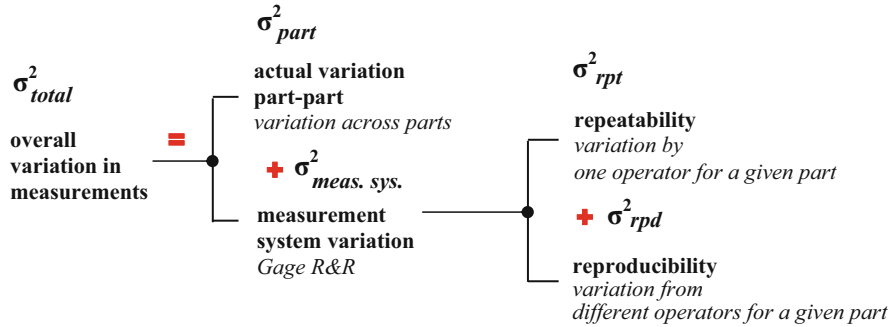 σ²total
overall
variation in
measurements
=
σ²part
actual variation
part-part
variation across parts
+ σ²meas. sys.
measurement
system variation
Gage R&R
σ²rpt
repeatability
variation by
one operator for a given part
+ σ²rpd
reproducibility
variation from
different operators for a given part